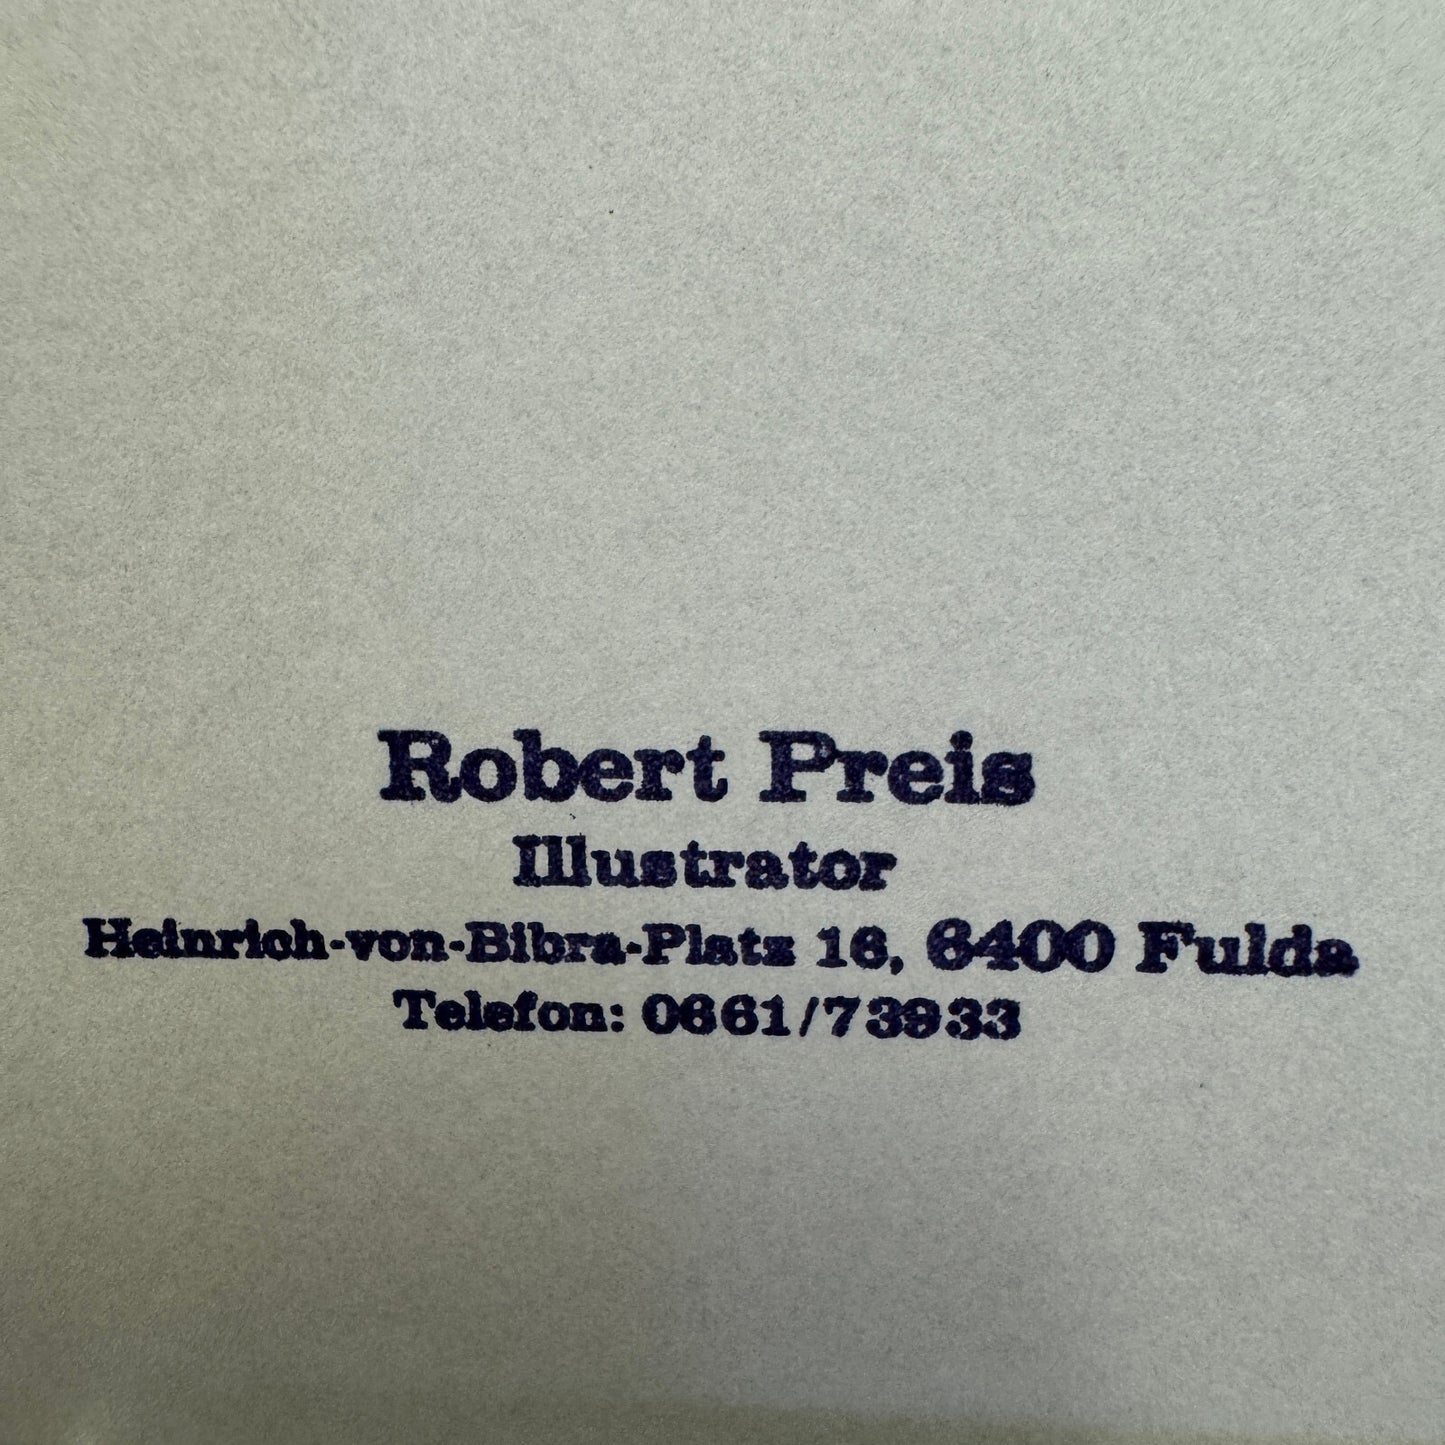 Robert Preis
Illustrator
Heinrich-von-Bibra-Platz 16, 6400 Fulda
Telefon: 0661/73933